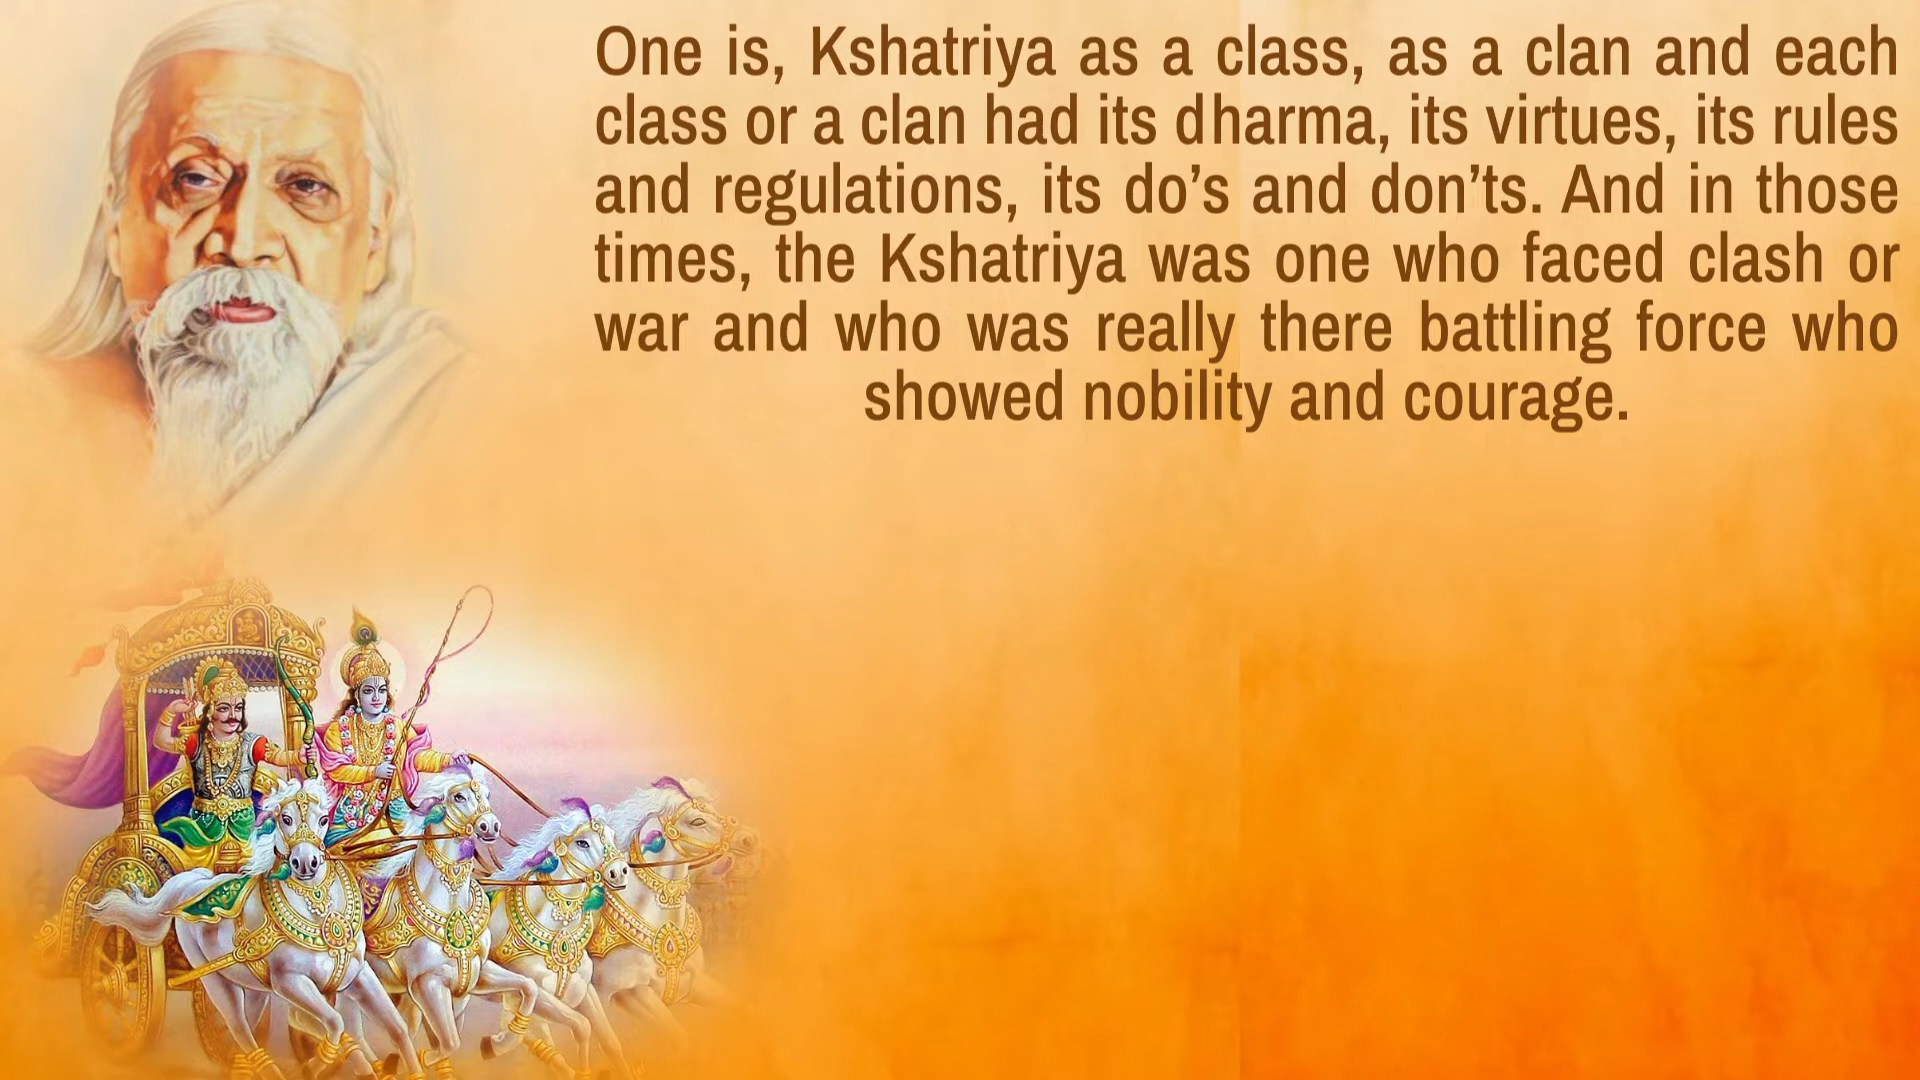 One is, Kshatriya as a class, as a clan and each
class or a clan had its dharma, its virtues, its rules
and regulations, its do’s and don’ts. And in those
times, the Kshatriya was one who faced clash or
war and who was really there battling force who
showed nobility and courage.